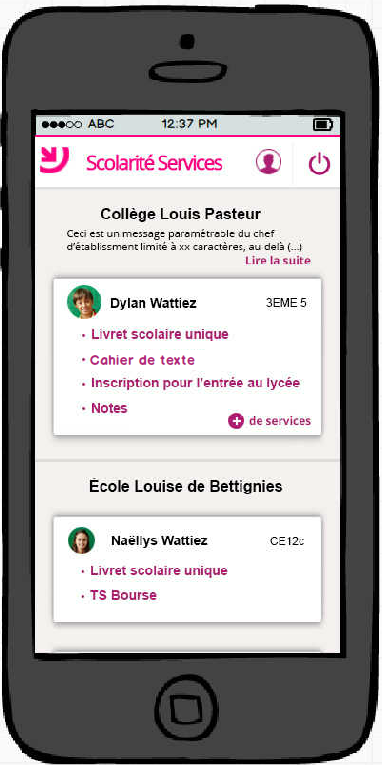 ABC 12:37 PM
Scolarité Services
Collège Louis Pasteur
Ceci est un message paramétrable du chef
d'établissment limité à xx caractères, au delà (...)
Lire la suite
Dylan Wattiez 3EME 5
• Livret scolaire unique
• Cahier de texte
• Inscription pour l'entrée au lycée
• Notes
+ de services
École Louise de Bettignies
Naëllys Wattiez CE12c
• Livret scolaire unique
• TS Bourse